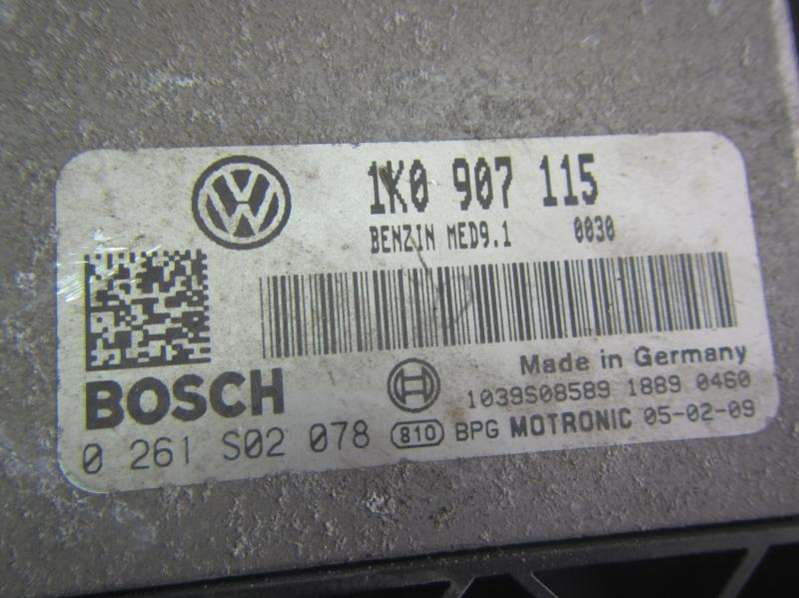 1K0 907 115
BENZIN MED9.1 0030
Made in Germany
BOSCH
1039S08589 1889 0460
0 261 S02 078 810 BPG MOTRONIC 05-02-09